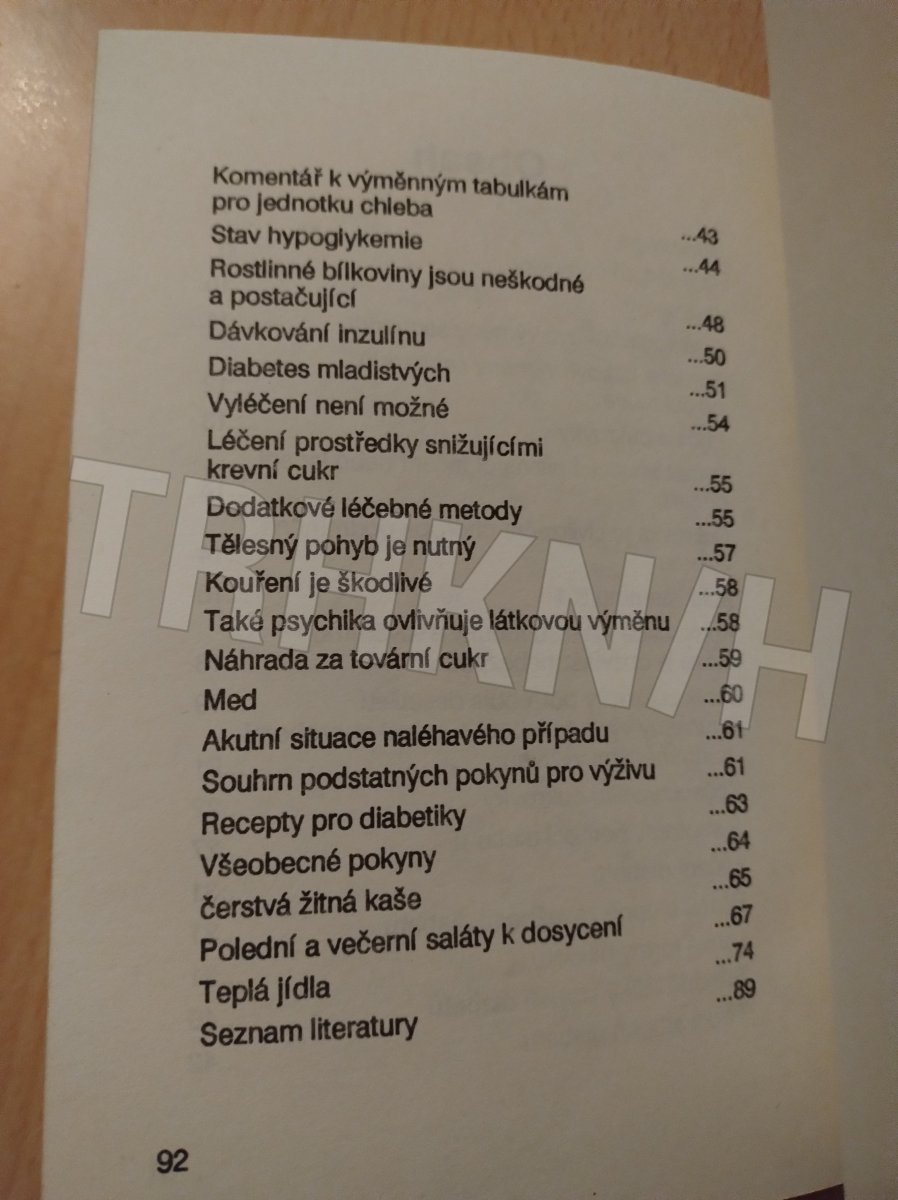 Komentář k výměnným tabulkám
pro jednotku chleba ...43
Stav hypoglykemie ...44
Rostlinné bílkoviny jsou neškodné
a postačující ...48
Dávkování inzulínu ...50
Diabetes mladistvých ...51
Vyléčení není možné ...54
Léčení prostředky snižujícími
krevní cukr ...55
Dodatkové léčebné metody ...55
Tělesný pohyb je nutný ...57
Kouření je škodlivé ...58
Také psychika ovlivňuje látkovou výměnu ...58
Náhrada za tovární cukr ...59
Med ...60
Akutní situace naléhavého případu ...61
Souhrn podstatných pokynů pro výživu ...61
Recepty pro diabetiky ...63
Všeobecné pokyny ...64
čerstvá žitná kaše ...65
Polední a večerní saláty k dosycení ...67
Teplá jídla ...74
Seznam literatury ...89
92
TRHKNIH